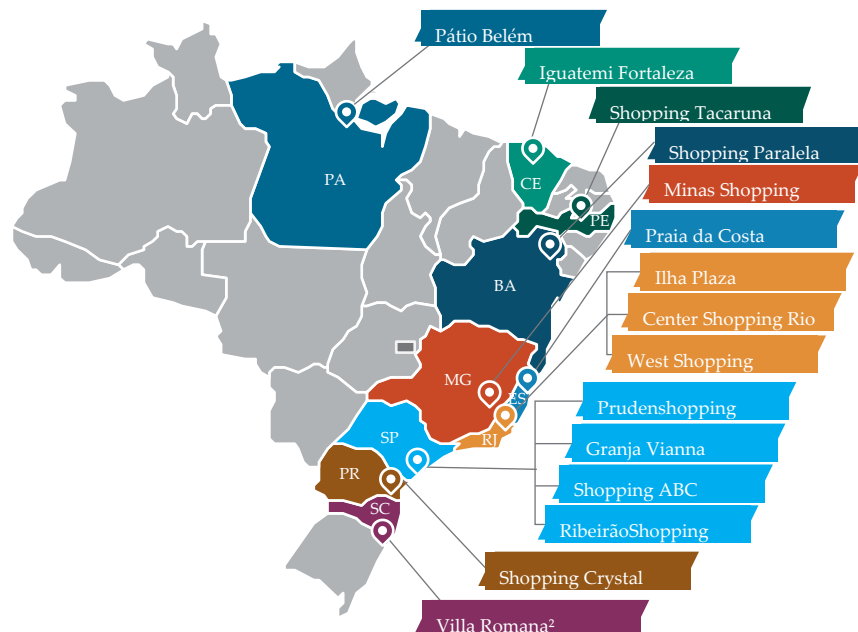 Pátio Belém
Iguatemi Fortaleza
Shopping Tacaruna
Shopping Paralela
PA
CE
Minas Shopping
PE
Praia da Costa
Ilha Plaza
BA
Center Shopping Rio
West Shopping
MG
ES
Prudenshopping
SP
RJ
Granja Vianna
PR
Shopping ABC
SC
RibeirãoShopping
Shopping Crystal
Villa Romana²